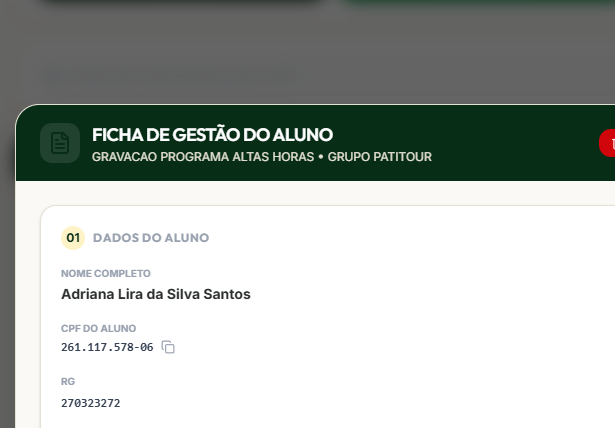 FICHA DE GESTÃO DO ALUNO
GRAVACAO PROGRAMA ALTAS HORAS • GRUPO PATITOUR
01 DADOS DO ALUNO
NOME COMPLETO
Adriana Lira da Silva Santos
CPF DO ALUNO
261.117.578-06
RG
270323272